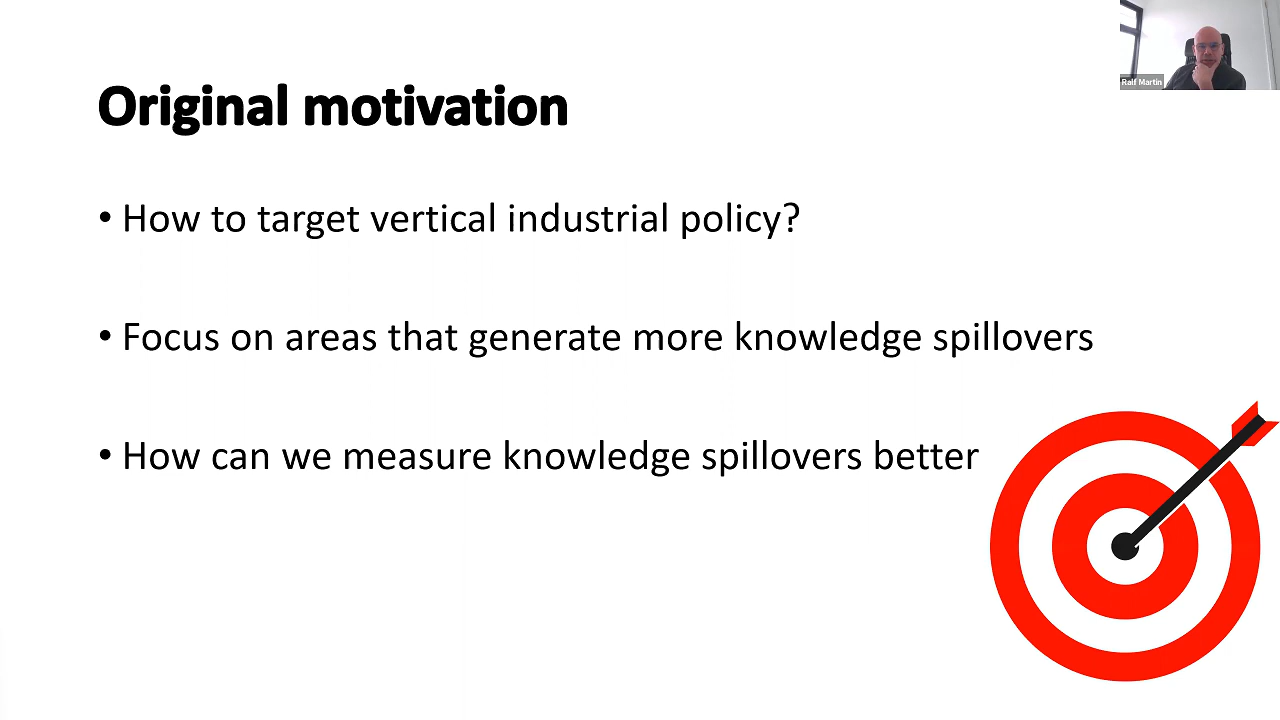 Ralf Martin
Original motivation
• How to target vertical industrial policy?
• Focus on areas that generate more knowledge spillovers
• How can we measure knowledge spillovers better